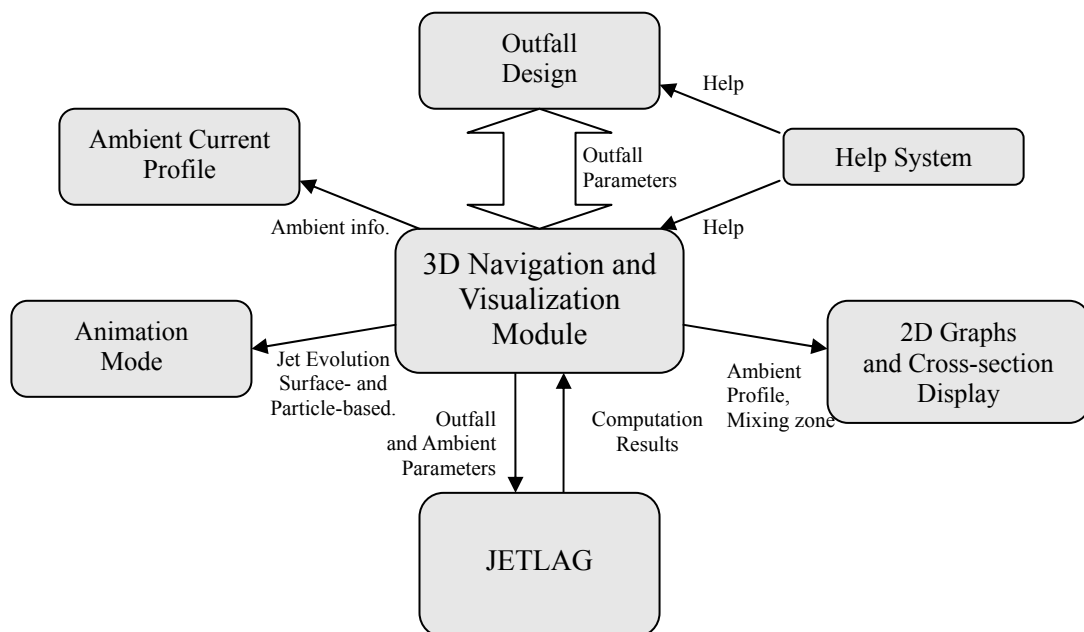 Outfall
Design
Help
Ambient Current
Profile
Outfall
Parameters
Help System
Ambient info.
Help
3D Navigation and
Visualization
Module
Animation
Mode
Jet Evolution
Surface- and
Particle-based.
2D Graphs
and Cross-section
Display
Ambient
Profile,
Mixing zone
Outfall
and Ambient
Parameters
Computation
Results
JETLAG